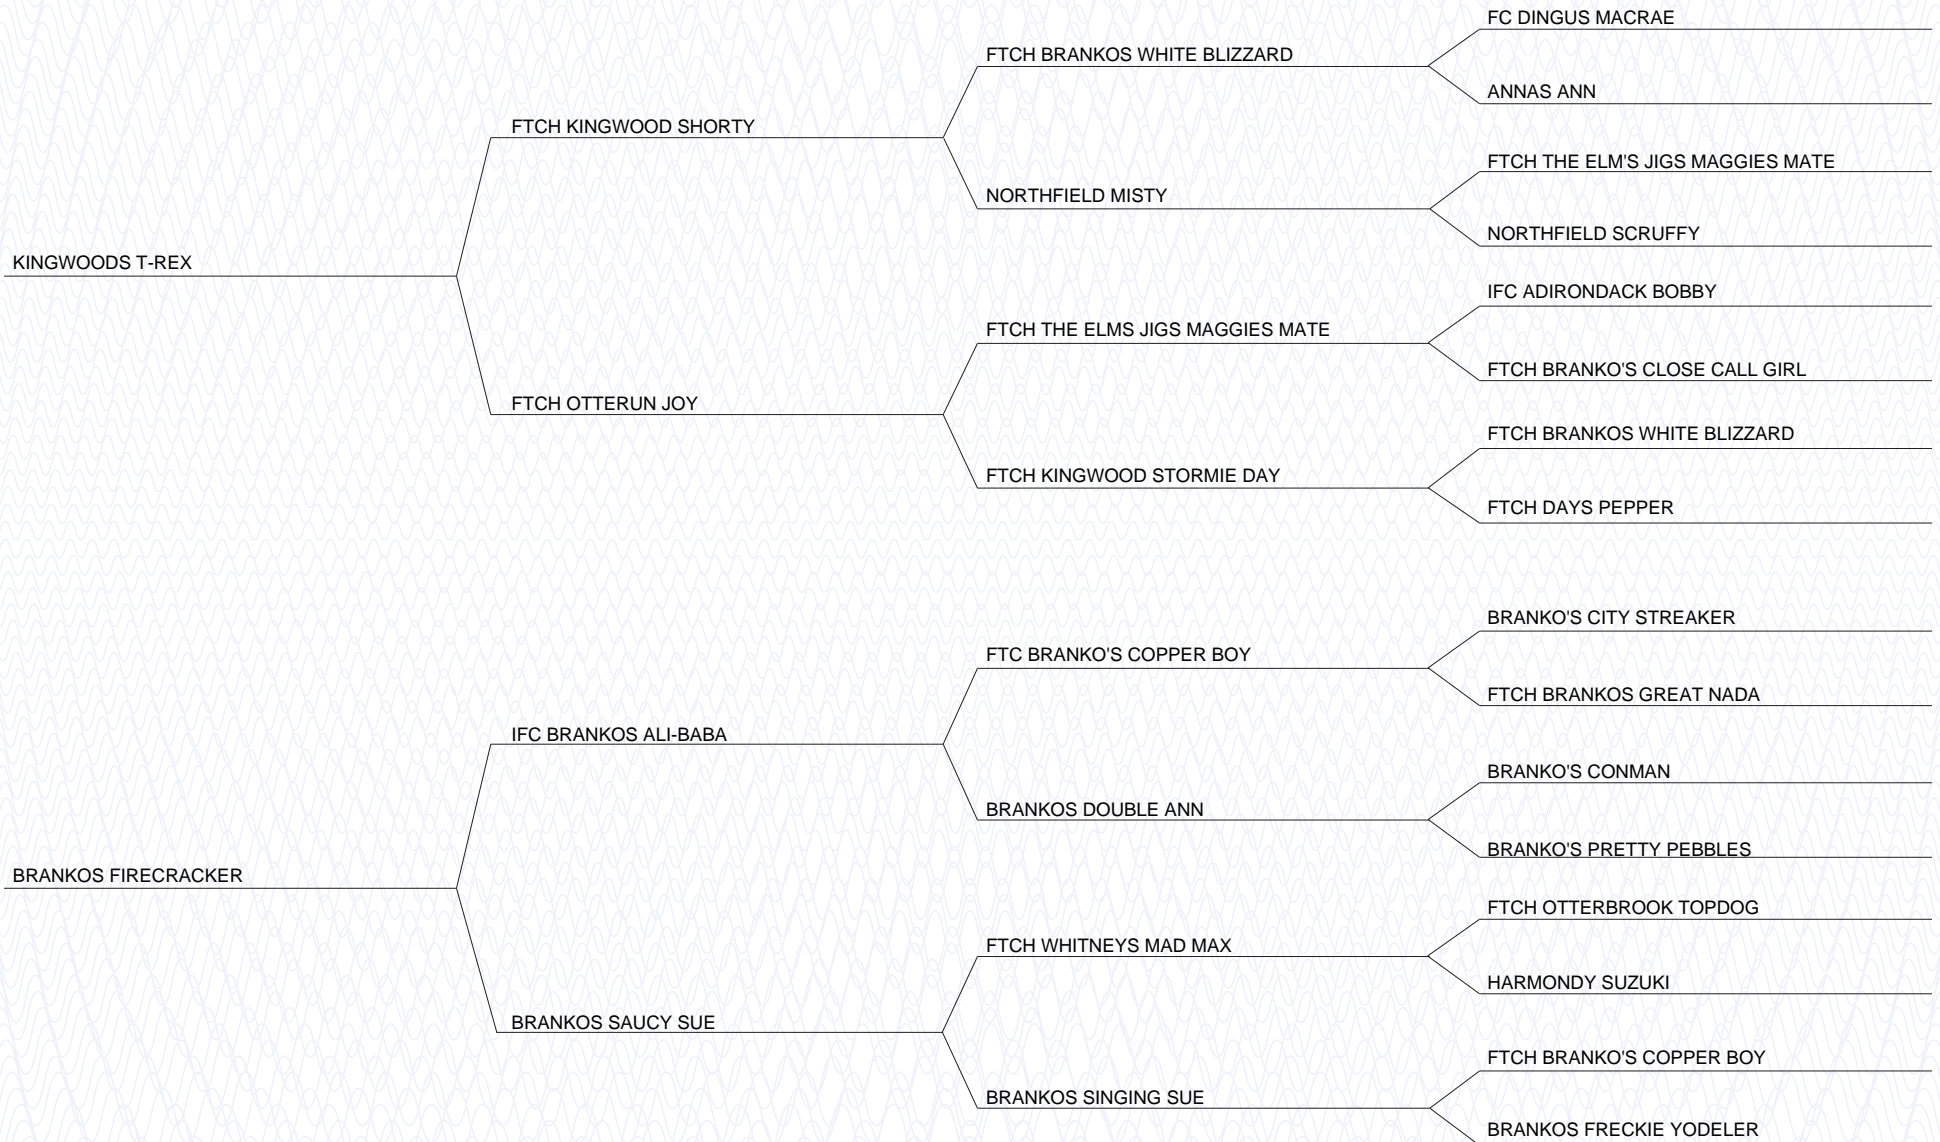 FC DINGUS MACRAE
FTCH BRANKOS WHITE BLIZZARD
ANNAS ANN
FTCH KINGWOOD SHORTY
FTCH THE ELM'S JIGS MAGGIES MATE
NORTHFIELD MISTY
NORTHFIELD SCRUFFY
KINGWOODS T-REX
IFC ADIRONDACK BOBBY
FTCH THE ELMS JIGS MAGGIES MATE
FTCH BRANKO'S CLOSE CALL GIRL
FTCH OTTERUN JOY
FTCH BRANKOS WHITE BLIZZARD
FTCH KINGWOOD STORMIE DAY
FTCH DAYS PEPPER
BRANKO'S CITY STREAKER
FTC BRANKO'S COPPER BOY
FTCH BRANKOS GREAT NADA
IFC BRANKOS ALI-BABA
BRANKO'S CONMAN
BRANKOS DOUBLE ANN
BRANKO'S PRETTY PEBBLES
BRANKOS FIRECRACKER
FTCH OTTERBROOK TOPDOG
FTCH WHITNEYS MAD MAX
HARMONDY SUZUKI
BRANKOS SAUCY SUE
FTCH BRANKO'S COPPER BOY
BRANKOS SINGING SUE
BRANKOS FRECKIE YODELER